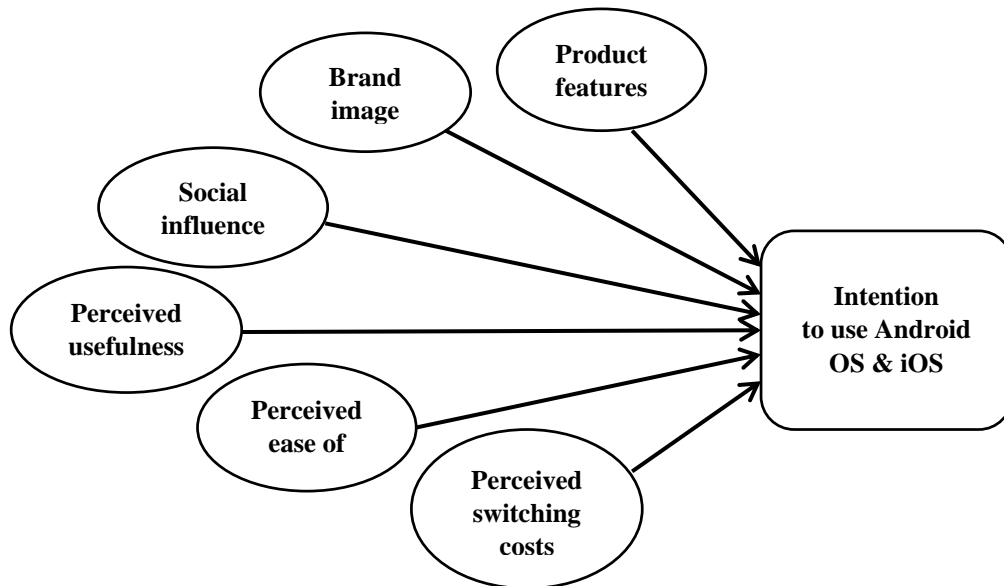 Product
features
Brand
image
Social
influence
Perceived
usefulness
Perceived
ease of
Perceived
switching
costs
Intention
to use Android
OS & iOS